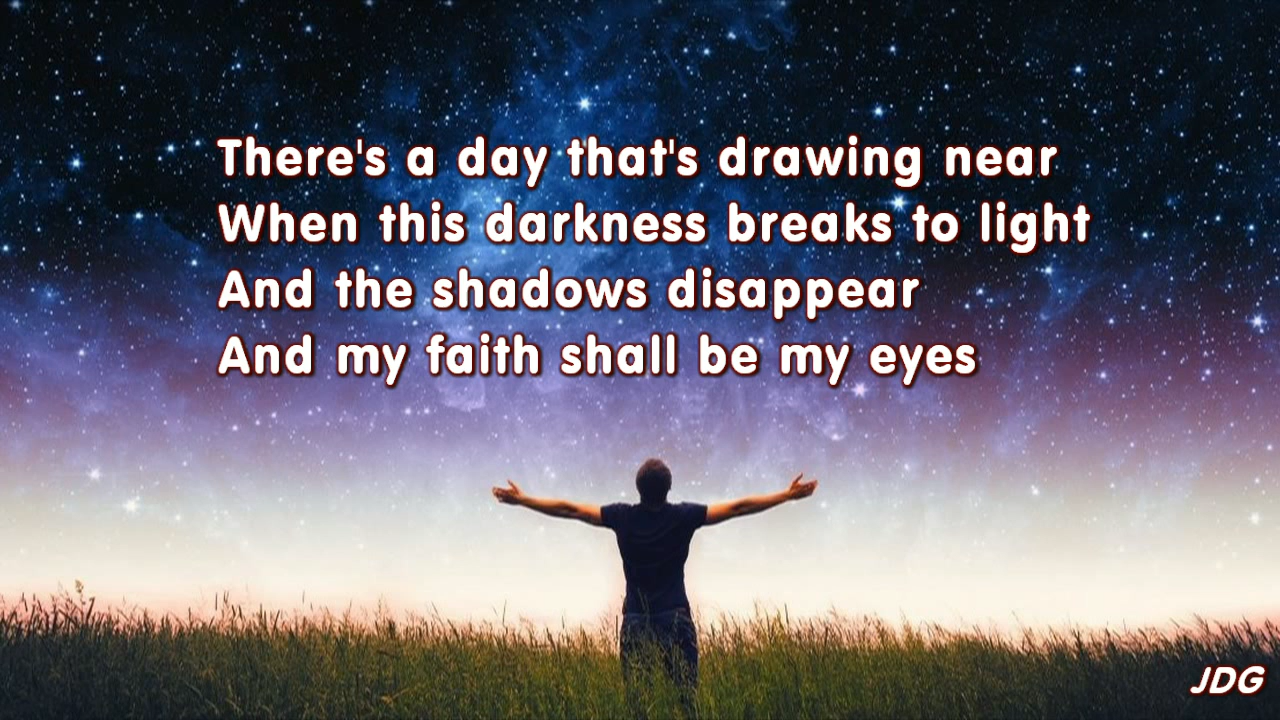 There's a day that's drawing near
When this darkness breaks to light
And the shadows disappear
And my faith shall be my eyes
JDG